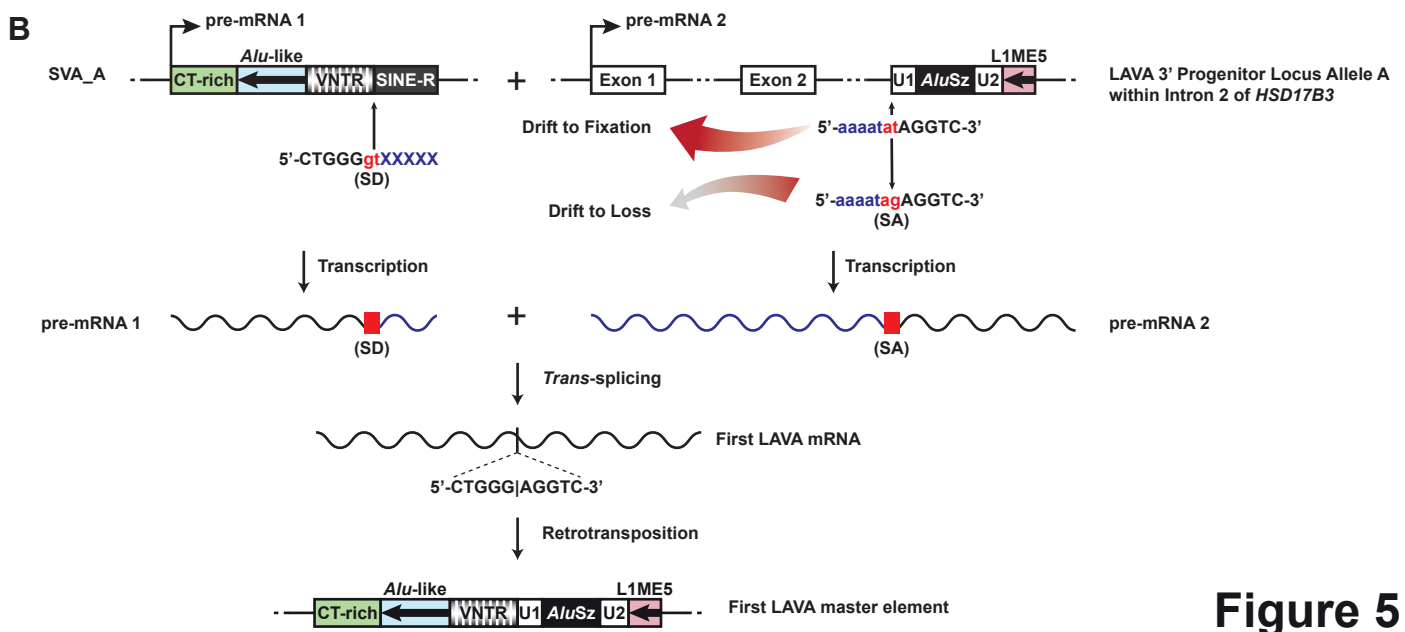 B
pre-mRNA 1
pre-mRNA 2
Alu-like
L1ME5
SVA_A
CT-rich
VNTR
SINE-R
+
Exon 1
Exon 2
U1
AluSz
U2
LAVA 3' Progenitor Locus Allele A
within Intron 2 of HSD17B3
Drift to Fixation
5'-aaaatatAGGTC-3'
5'-CTGGGgtXXXXX
(SD)
Drift to Loss
5'-aaaatagAGGTC-3'
(SA)
Transcription
Transcription
pre-mRNA 1
+
pre-mRNA 2
(SD)
(SA)
Trans-splicing
First LAVA mRNA
5'-CTGGG|AGGTC-3'
Retrotransposition
Alu-like
L1ME5
CT-rich
VNTR
U1
AluSz
U2
First LAVA master element
Figure 5